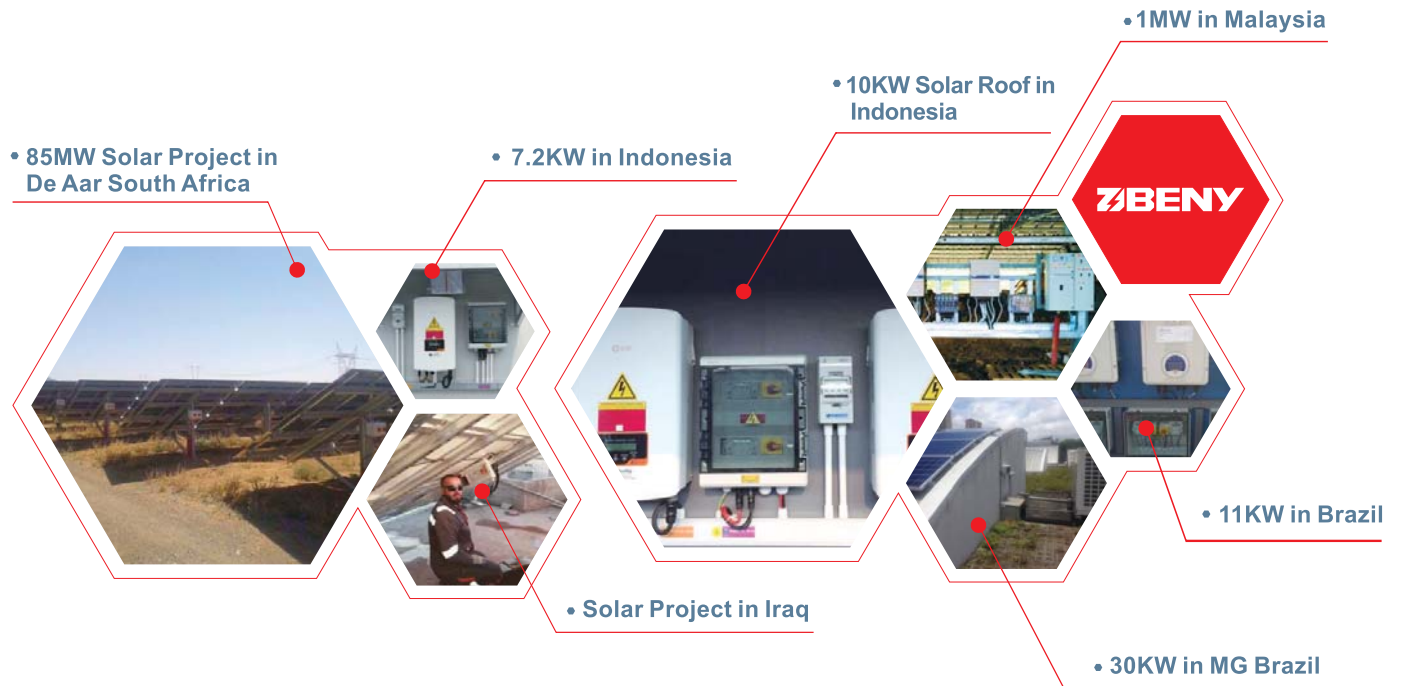 1MW in Malaysia
10KW Solar Roof in
Indonesia
85MW Solar Project in
De Aar South Africa
7.2KW in Indonesia
ZBENY
11KW in Brazil
Solar Project in Iraq
30KW in MG Brazil